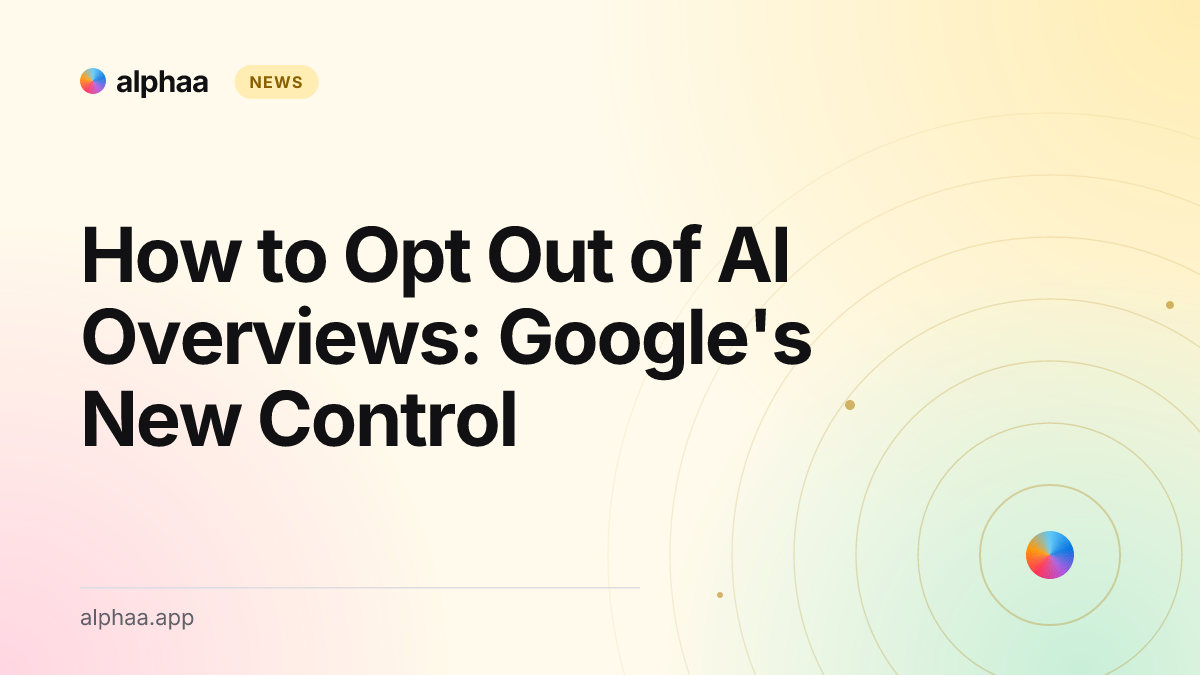 alphaa NEWS
How to Opt Out of AI
Overviews: Google's
New Control
alphaa.app